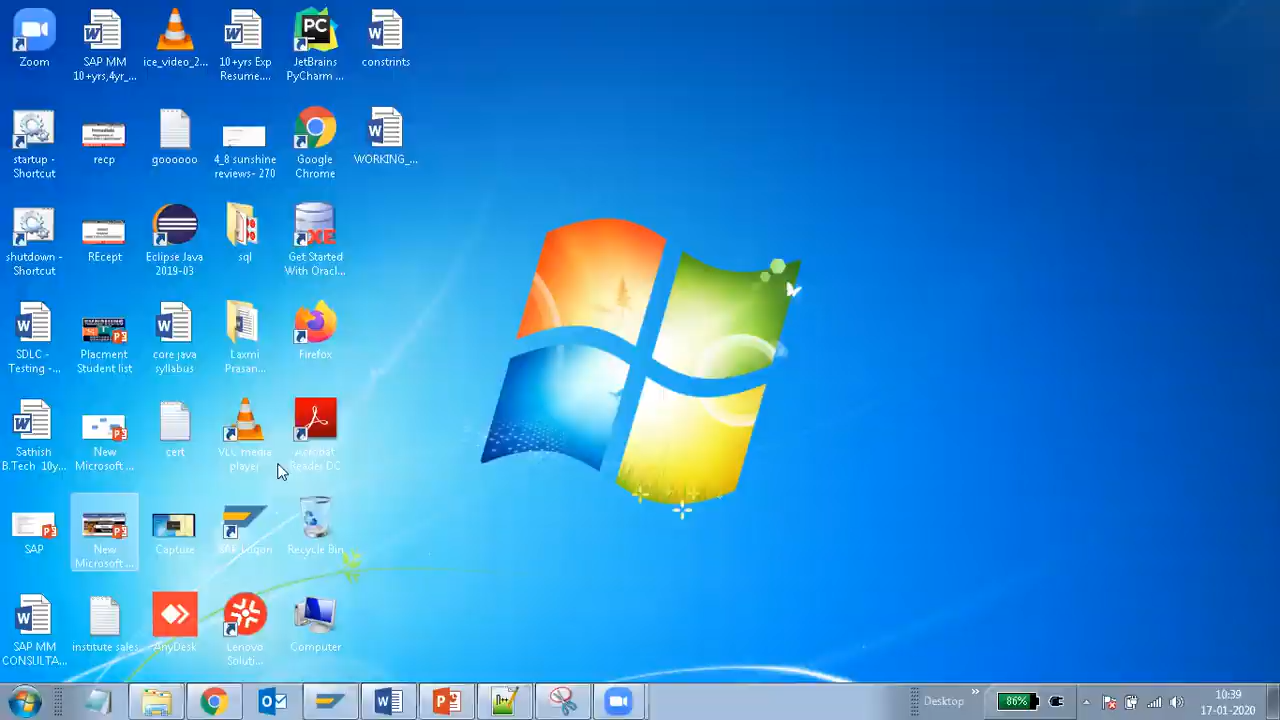 Zoom
SAP MM
10+yrs,4yr_...
ice_video_2...
10+yrs Exp
Resume....
PC
JetBrains
PyCharm ...
constrints
startup -
Shortcut
recp
goooooo
4_8 sunshine
reviews- 270
Google
Chrome
WORKING_...
shutdown -
Shortcut
REcept
Eclipse Java
2019-03
sql
XE
Get Started
With Oracl...
SDLC -
Testing -...
Placment
Student list
core java
syllabus
Laxmi
Prasan...
Firefox
Sathish
B.Tech 10y...
New
Microsoft ...
cert
VLC media
player
Acrobat
Reader DC
SAP
New
Microsoft ...
Capture
SAP Logon
Recycle Bin
SAP MM
CONSULTA...
institute sales...
AnyDesk
Lenovo
Soluti...
Computer
Desktop
86%
10:39
17-01-2020